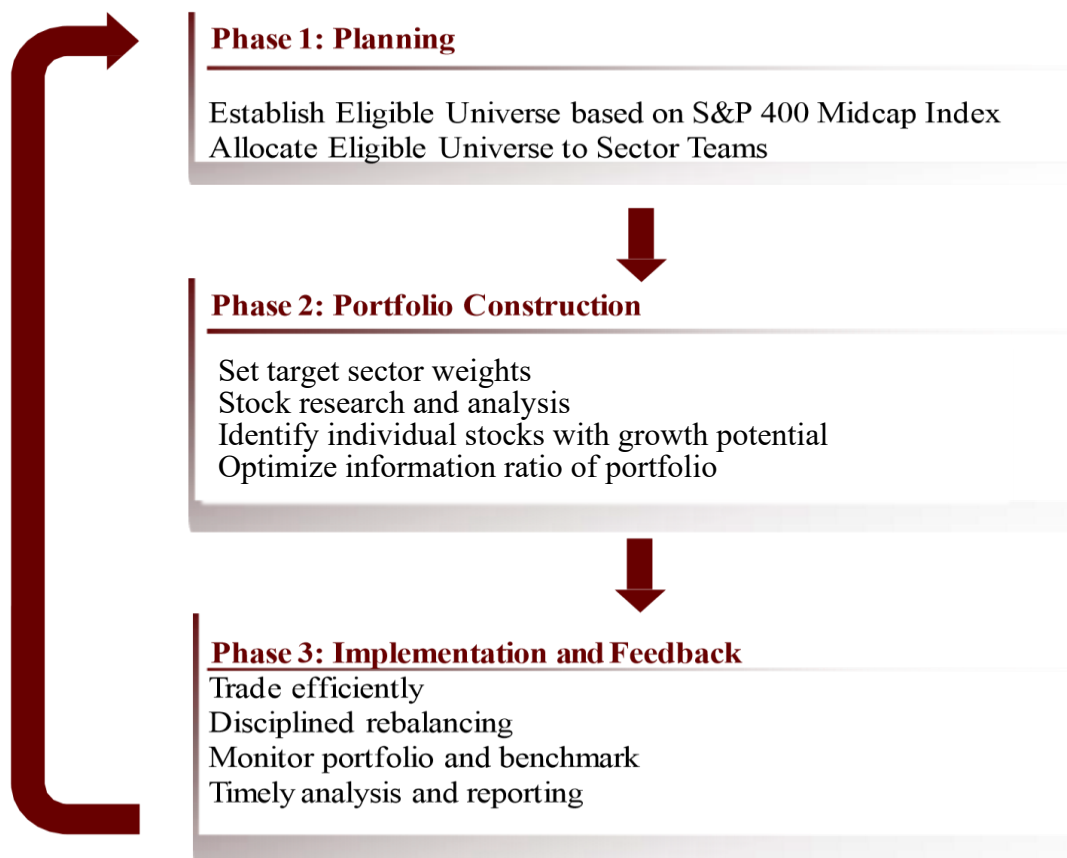 Phase 1: Planning
Establish Eligible Universe based on S&P 400 Midcap Index
Allocate Eligible Universe to Sector Teams
Phase 2: Portfolio Construction
Set target sector weights
Stock research and analysis
Identify individual stocks with growth potential
Optimize information ratio of portfolio
Phase 3: Implementation and Feedback
Trade efficiently
Disciplined rebalancing
Monitor portfolio and benchmark
Timely analysis and reporting